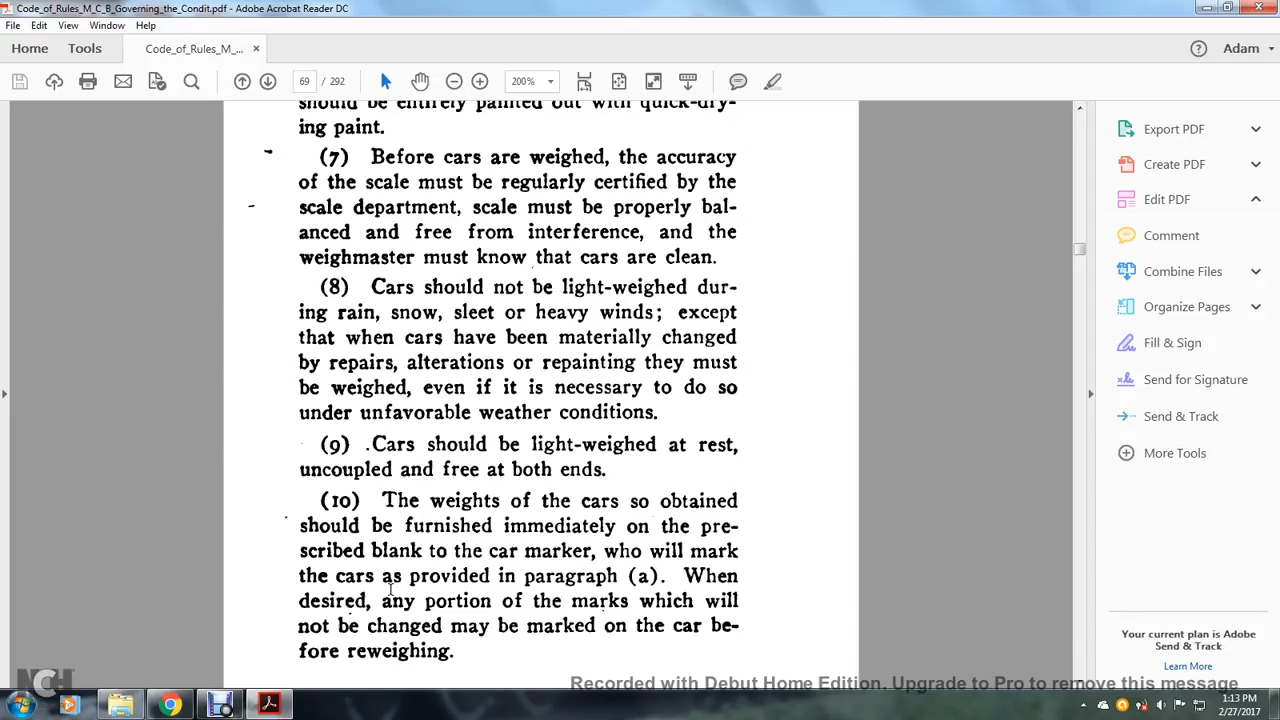 Code_of_Rules_M_C_B_Governing_the_Condit.pdf - Adobe Acrobat Reader DC
File Edit View Window Help
Home Tools Code_of_Rules_M_... × Adam
69 / 292 200%
should be entirely painted out with quick-dry-
ing paint.
(7) Before cars are weighed, the accuracy
of the scale must be regularly certified by the
scale department, scale must be properly bal-
anced and free from interference, and the
weighmaster must know that cars are clean.
(8) Cars should not be light-weighed dur-
ing rain, snow, sleet or heavy winds; except
that when cars have been materially changed
by repairs, alterations or repainting they must
be weighed, even if it is necessary to do so
under unfavorable weather conditions.
(9) .Cars should be light-weighed at rest,
uncoupled and free at both ends.
(10) The weights of the cars so obtained
should be furnished immediately on the pre-
scribed blank to the car marker, who will mark
the cars as provided in paragraph (a). When
desired, any portion of the marks which will
not be changed may be marked on the car be-
fore reweighing.
Export PDF
Create PDF
Edit PDF
Comment
Combine Files
Organize Pages
Fill & Sign
Send for Signature
Send & Track
More Tools
Your current plan is Adobe
Send & Track
Learn More
NCH
Recorded with Debut Home Edition. Upgrade to Pro to remove this message
1:13 PM
2/27/2017